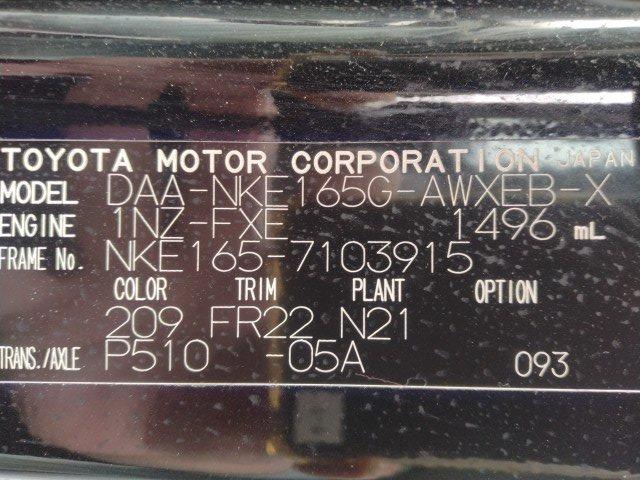 TOYOTA MOTOR CORPORATION JAPAN
MODEL DAA-NKE165G-AWXEB-X
ENGINE 1NZ-FXE 1496 mL
FRAME No. NKE165-7103915
COLOR TRIM PLANT OPTION
209 FR22 N21
TRANS./AXLE P510 -05A 093